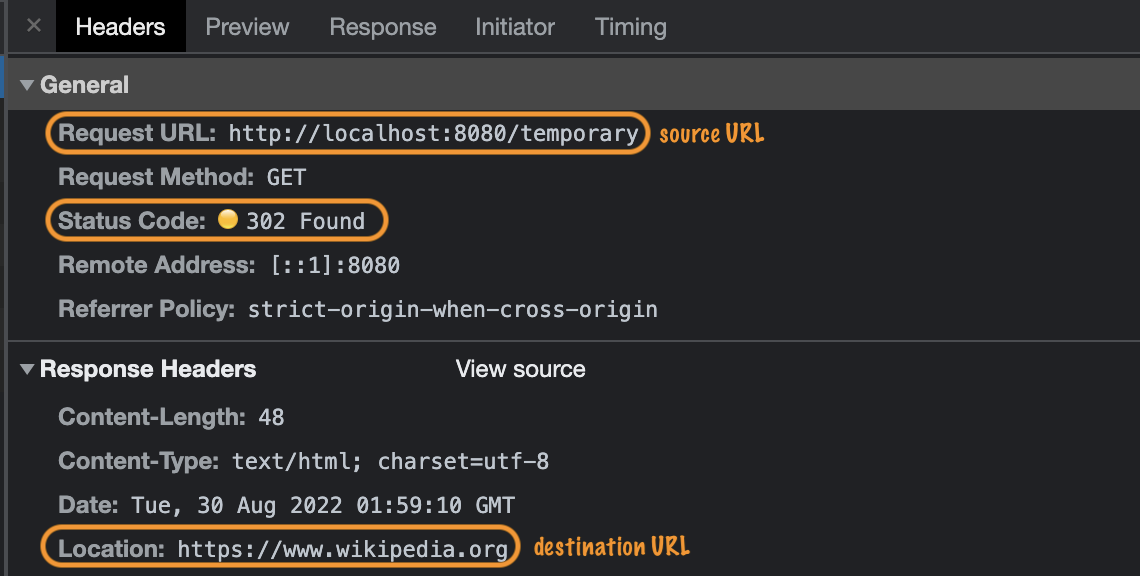 × Headers Preview Response Initiator Timing
▼ General
Request URL: http://localhost:8080/temporary source URL
Request Method: GET
Status Code: 302 Found
Remote Address: [::1]:8080
Referrer Policy: strict-origin-when-cross-origin
▼ Response Headers View source
Content-Length: 48
Content-Type: text/html; charset=utf-8
Date: Tue, 30 Aug 2022 01:59:10 GMT
Location: https://www.wikipedia.org destination URL